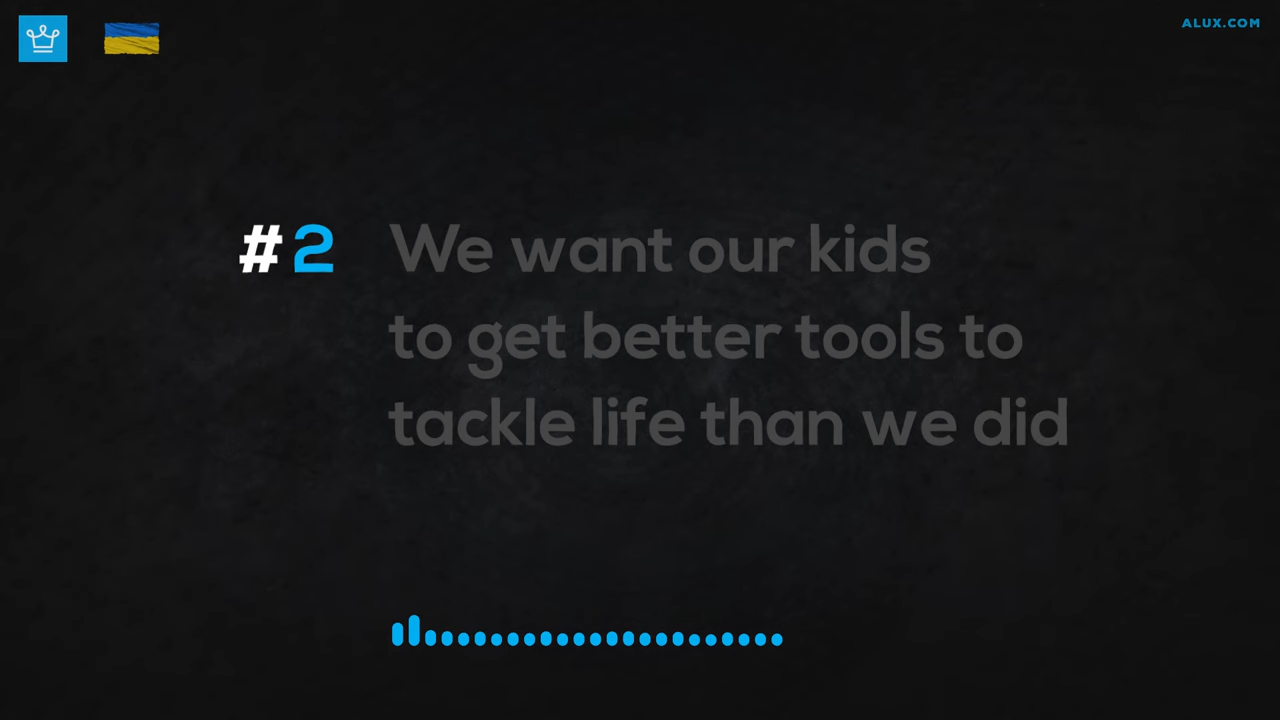 ALUX.COM
#2 We want our kids
to get better tools to
tackle life than we did